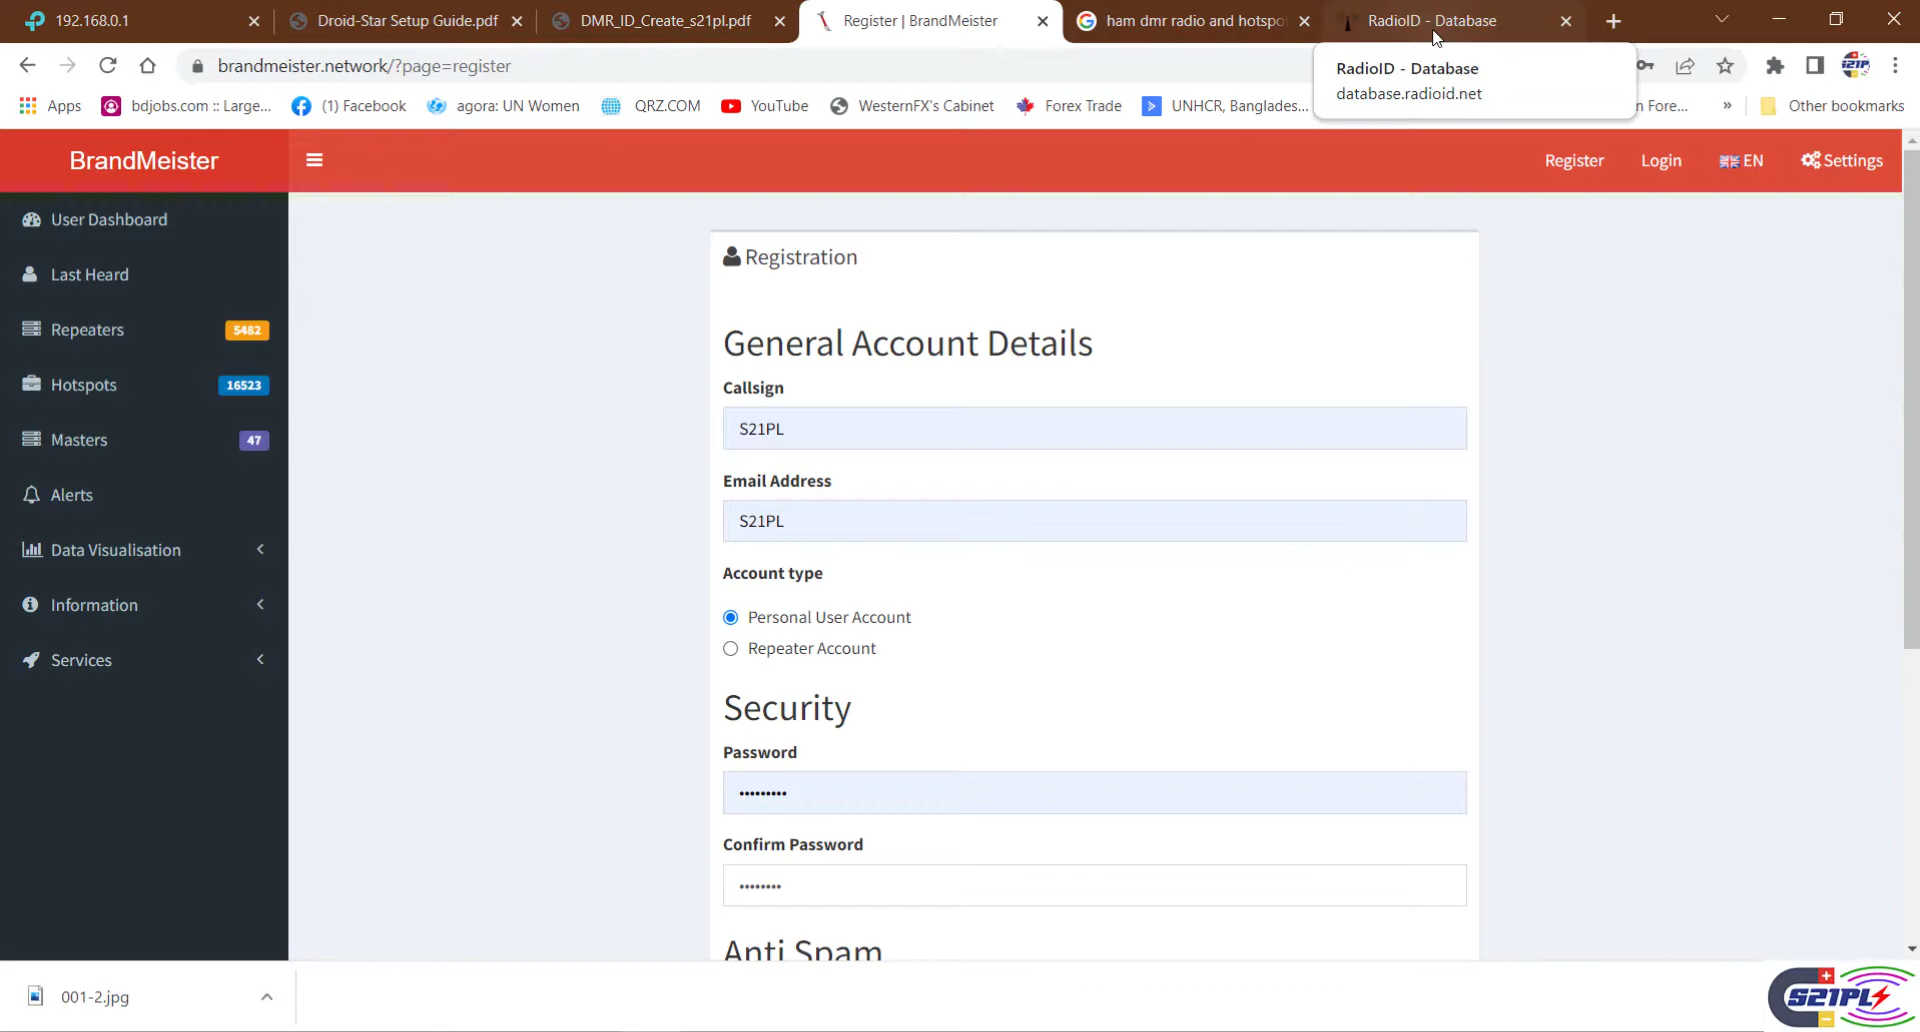 192.168.0.1
Droid-Star Setup Guide.pdf
DMR_ID_Create_s21pl.pdf
Register | BrandMeister
ham dmr radio and hotspo
RadioID - Database
brandmeister.network/?page=register
RadioID - Database
database.radioid.net
Apps
bdjobs.com :: Large...
(1) Facebook
agora: UN Women
QRZ.COM
YouTube
WesternFX's Cabinet
Forex Trade
UNHCR, Banglades...
n Fore...
»
Other bookmarks
BrandMeister
Register
Login
EN
Settings
User Dashboard
Last Heard
Repeaters 5482
Hotspots 16523
Masters 47
Alerts
Data Visualisation
Information
Services
Registration
General Account Details
Callsign
S21PL
Email Address
S21PL
Account type
Personal User Account
Repeater Account
Security
Password
•••••••••
Confirm Password
••••••••
Anti Spam
001-2.jpg
S21PL